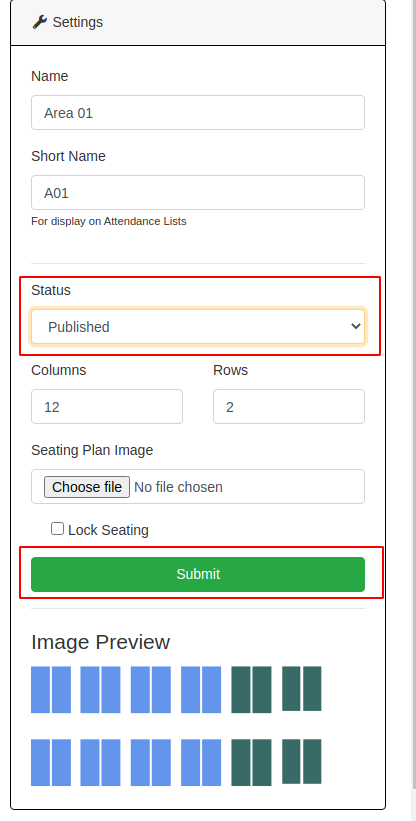 Settings
Name
Area 01
Short Name
A01
For display on Attendance Lists
Status
Published
Columns Rows
12 2
Seating Plan Image
Choose file No file chosen
Lock Seating
Submit
Image Preview